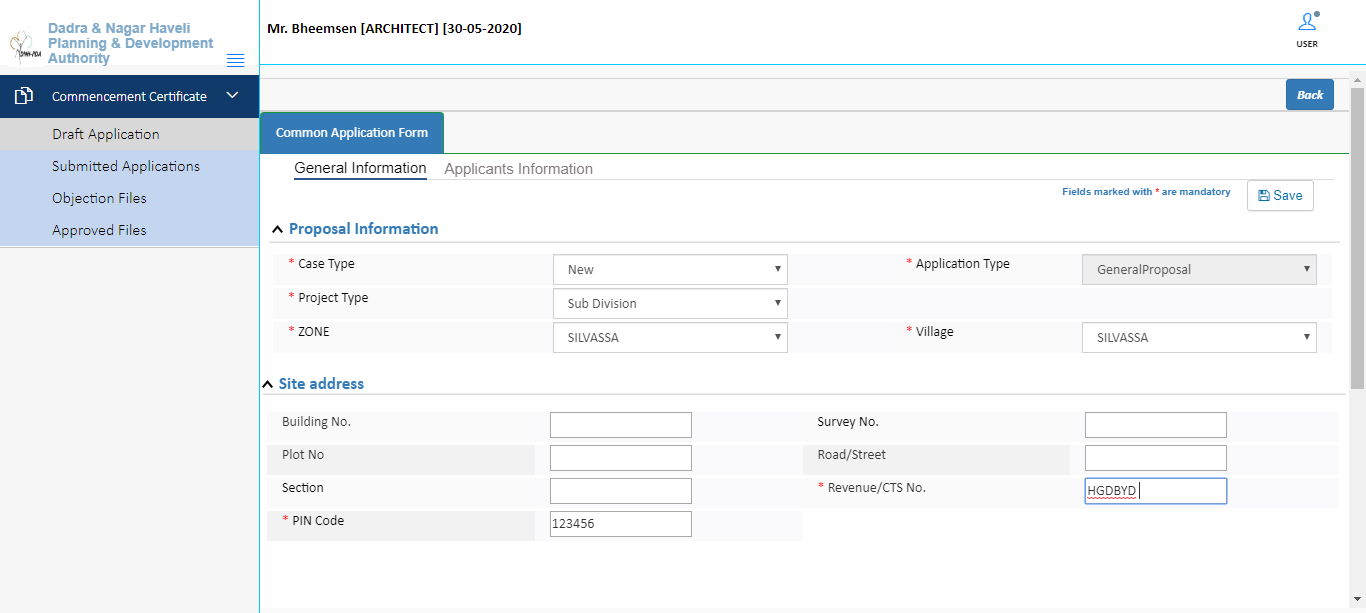 Dadra & Nagar Haveli
Planning & Development
Authority
DNH-PDA
Mr. Bheemsen [ARCHITECT] [30-05-2020]
USER
Commencement Certificate
Draft Application
Submitted Applications
Objection Files
Approved Files
Back
Common Application Form
General Information Applicants Information
Fields marked with * are mandatory Save
Proposal Information
* Case Type New * Application Type GeneralProposal
* Project Type Sub Division
* ZONE SILVASSA * Village SILVASSA
Site address
Building No. Survey No.
Plot No Road/Street
Section * Revenue/CTS No. HGDBYD
* PIN Code 123456